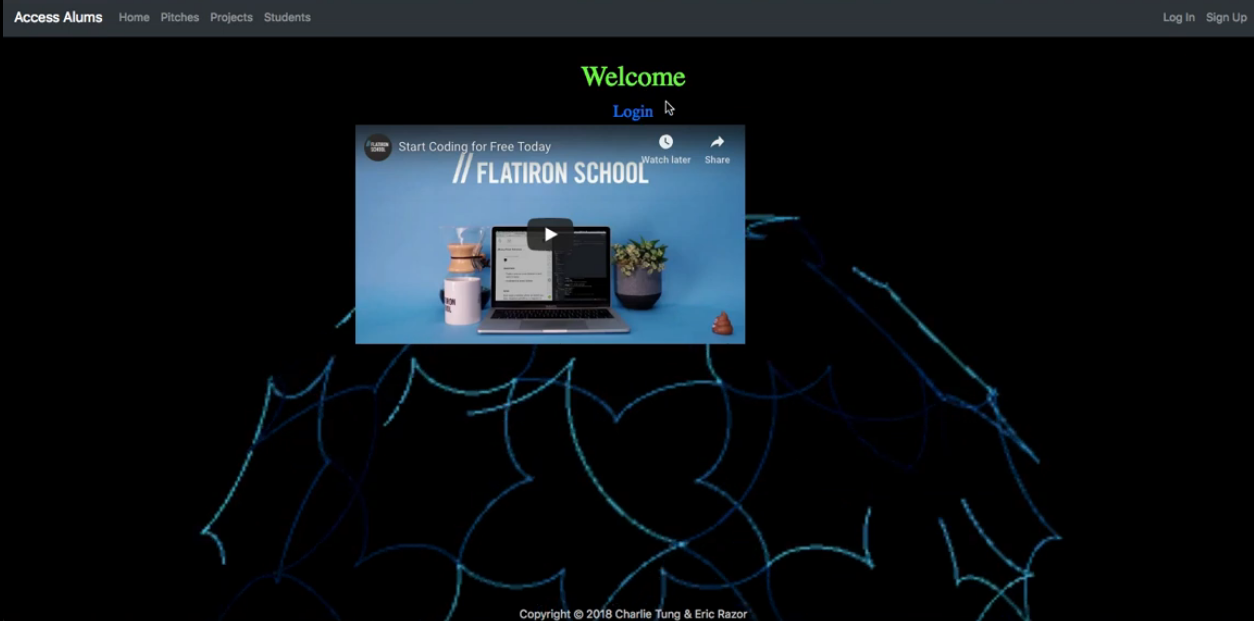 Access Alums Home Pitches Projects Students Log In Sign Up
Welcome
Login
Start Coding for Free Today
Watch later Share
// FLATIRON SCHOOL
Copyright © 2018 Charlie Tung & Eric Razor